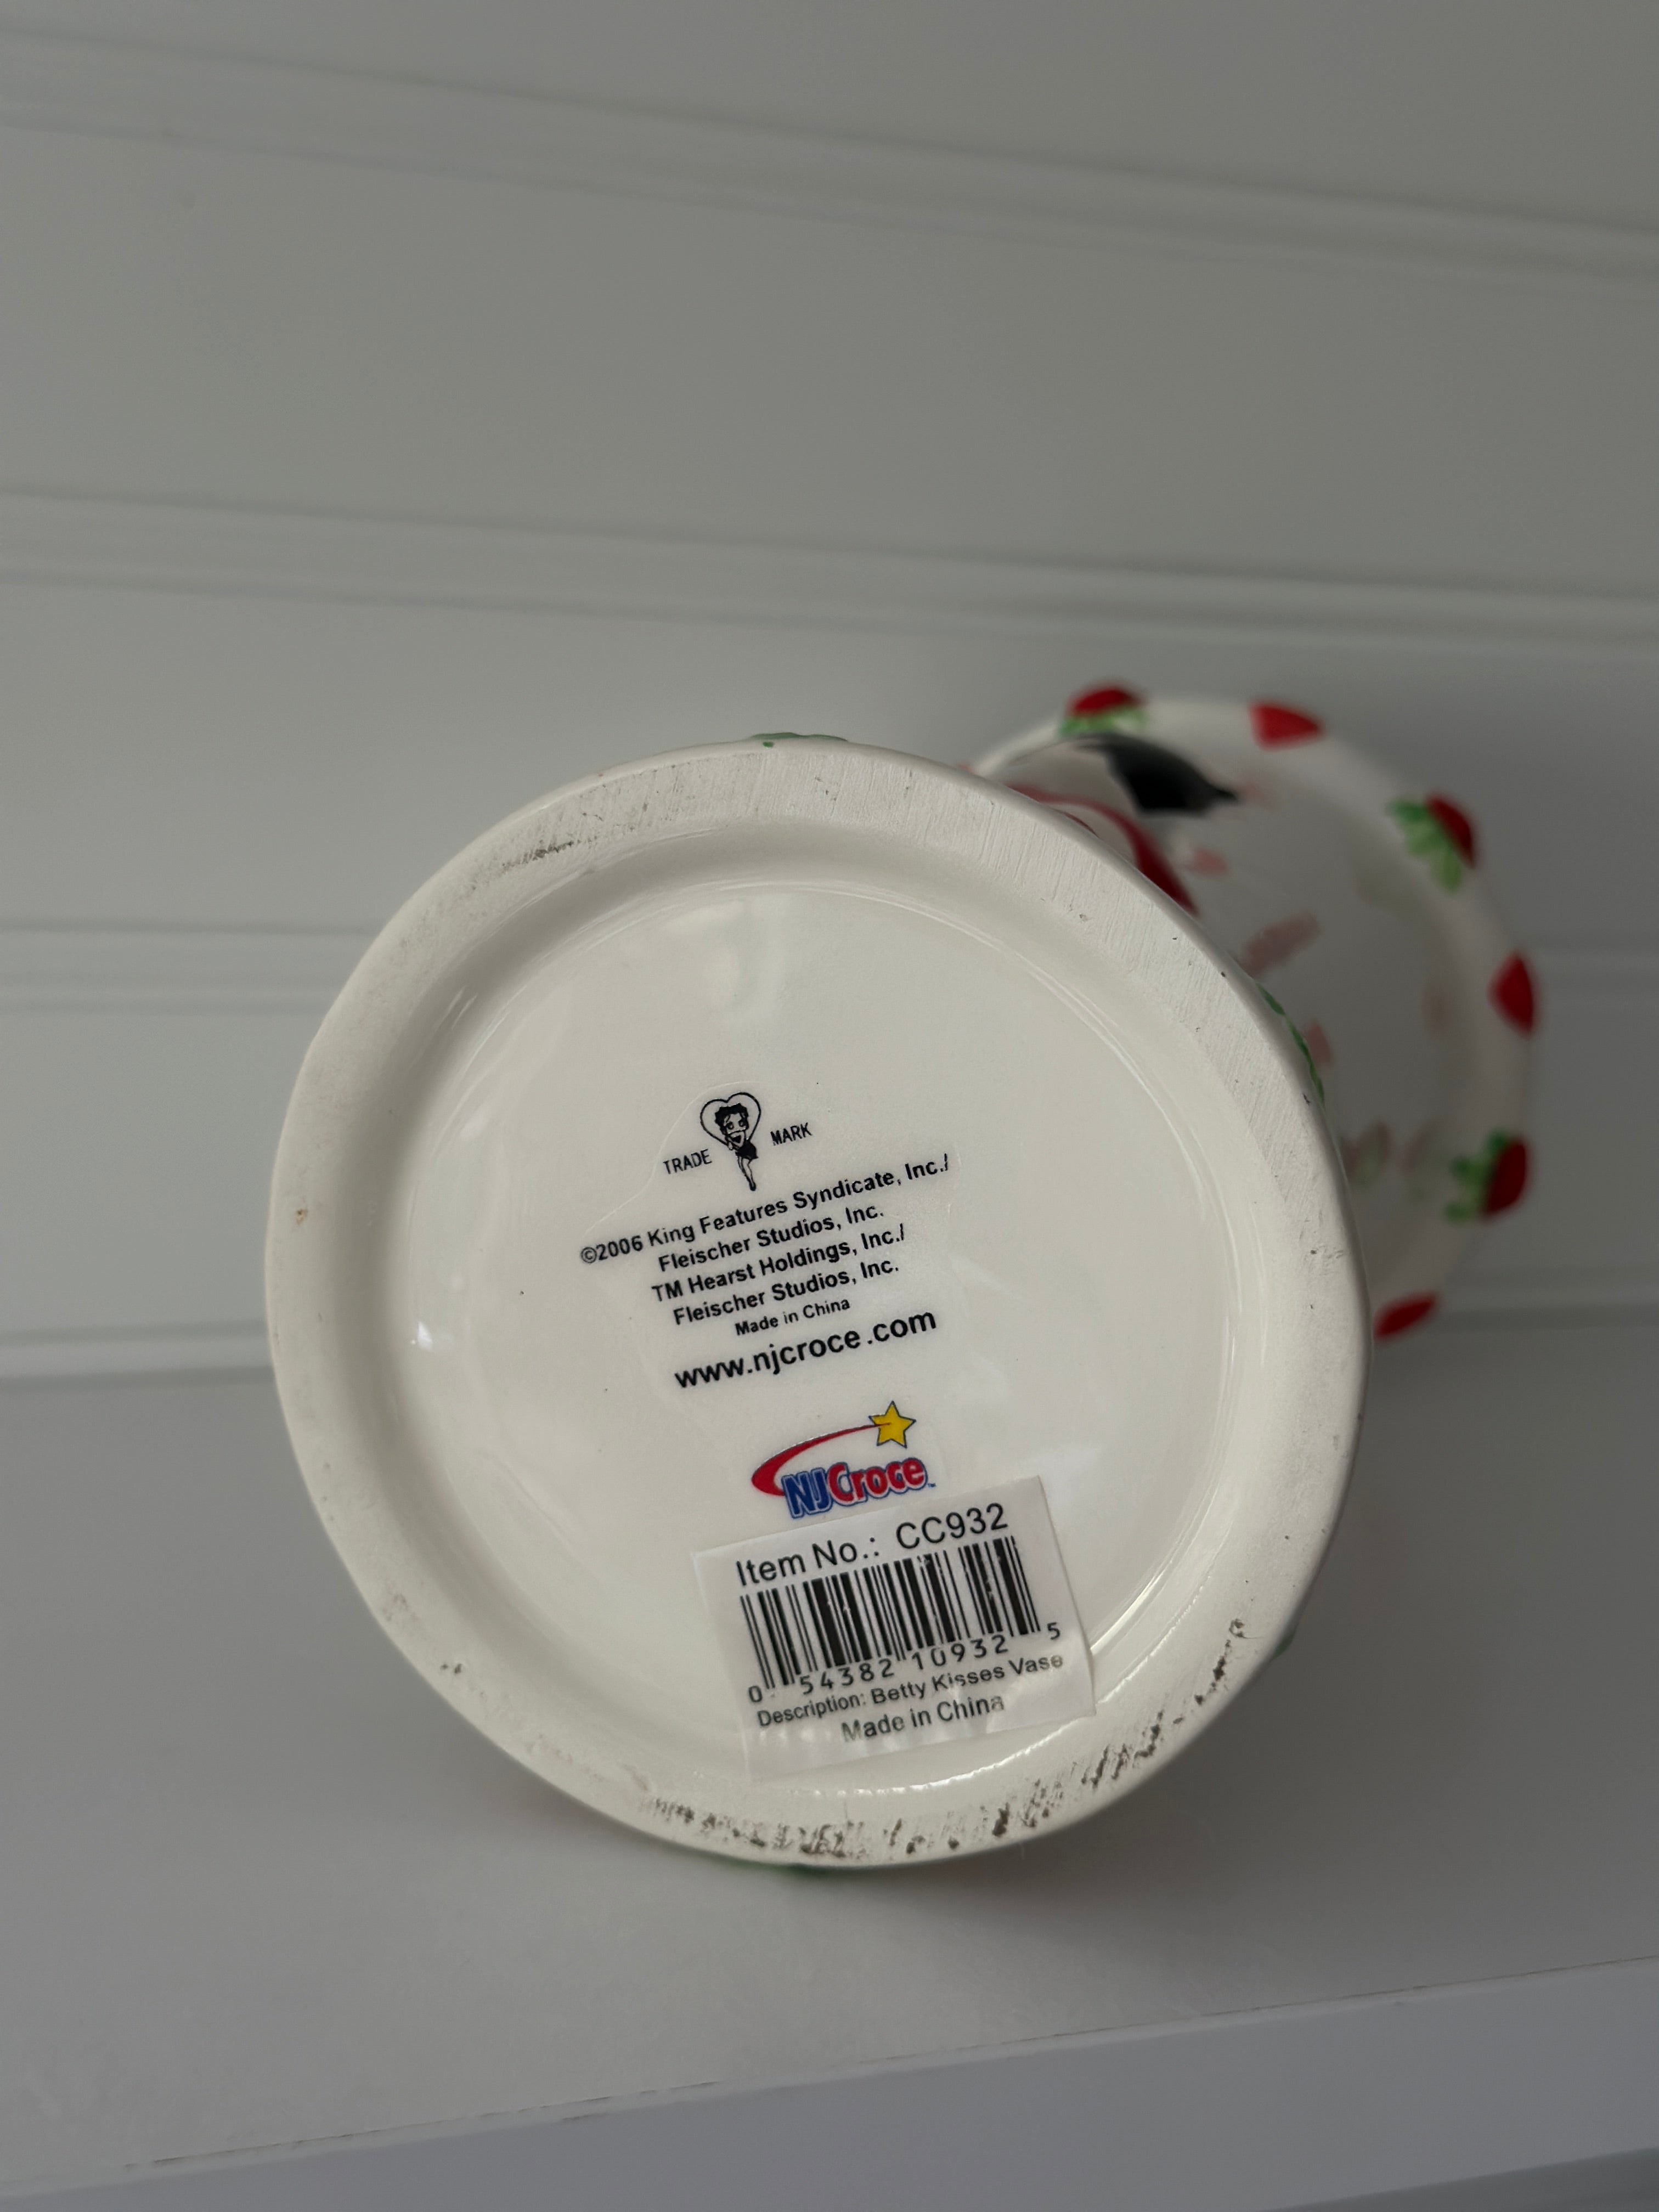 TRADE MARK
©2006 King Features Syndicate, Inc./
Fleischer Studios, Inc.
TM Hearst Holdings, Inc./
Fleischer Studios, Inc.
Made in China
www.njcroce.com
NJCroce™
Item No.: CC932
0 54382 10932 5
Description: Betty Kisses Vase
Made in China